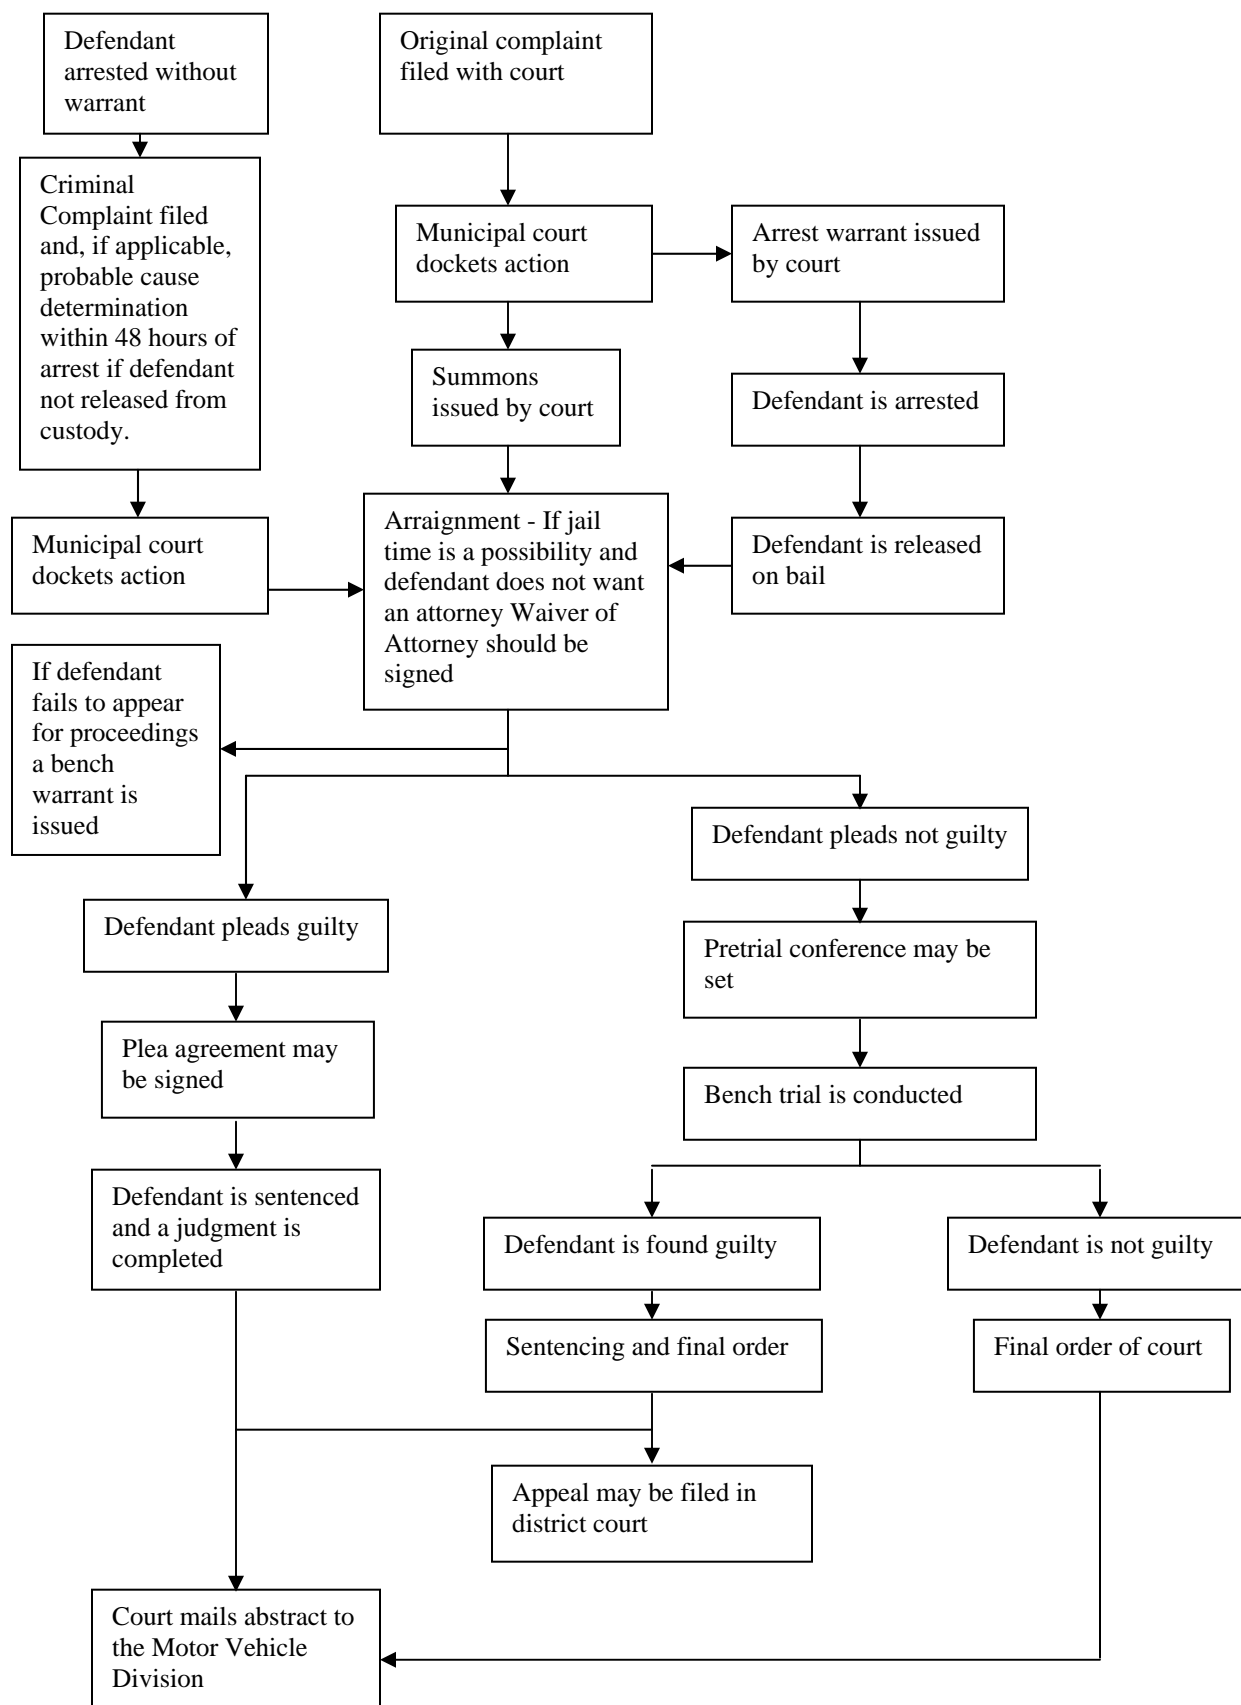 Defendant
arrested without
warrant
Original complaint
filed with court
Criminal
Complaint filed
and, if applicable,
probable cause
determination
within 48 hours of
arrest if defendant
not released from
custody.
Municipal court
dockets action
Arrest warrant issued
by court
Summons
issued by court
Defendant is arrested
Municipal court
dockets action
Arraignment - If jail
time is a possibility and
defendant does not want
an attorney Waiver of
Attorney should be
signed
Defendant is released
on bail
If defendant
fails to appear
for proceedings
a bench
warrant is
issued
Defendant pleads not guilty
Defendant pleads guilty
Pretrial conference may be
set
Plea agreement may
be signed
Bench trial is conducted
Defendant is sentenced
and a judgment is
completed
Defendant is found guilty
Defendant is not guilty
Sentencing and final order
Final order of court
Appeal may be filed in
district court
Court mails abstract to
the Motor Vehicle
Division